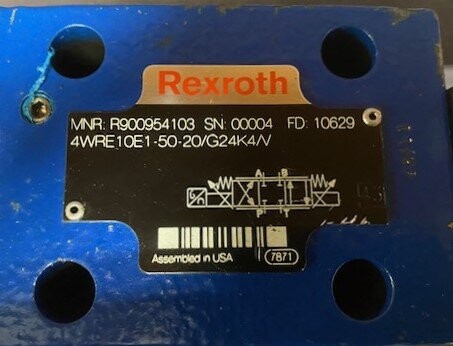 Rexroth
MNR: R900954103 SN: 00004 FD: 10629
4WRE10E1-50-20/G24K4/V
A B
P T
Assembled in USA 7871